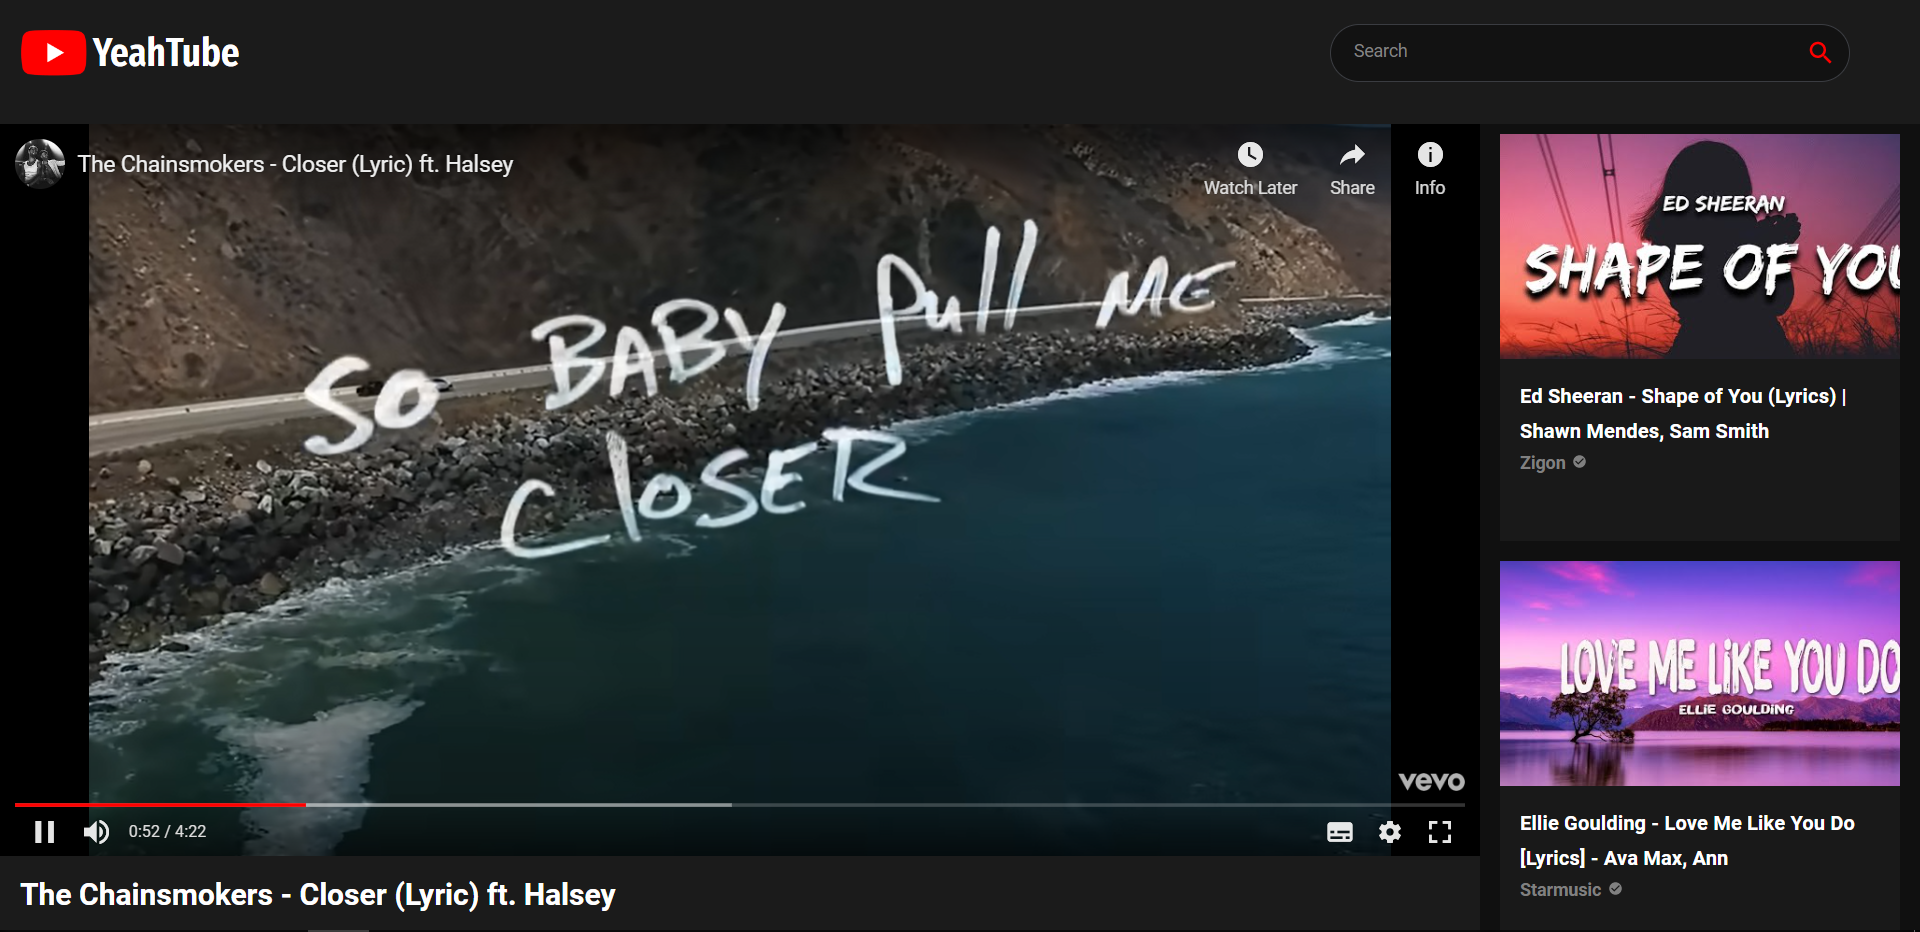 YeahTube
Search
The Chainsmokers - Closer (Lyric) ft. Halsey
Watch Later
Share
Info
SO BABY Pull ME
ClOSER
vevo
0:52 / 4:22
The Chainsmokers - Closer (Lyric) ft. Halsey
ED SHEERAN
SHAPE OF YOU
Ed Sheeran - Shape of You (Lyrics) |
Shawn Mendes, Sam Smith
Zigon
LOVE ME LiKE YOU DO
ELLiE GOULDiNG
Ellie Goulding - Love Me Like You Do
[Lyrics] - Ava Max, Ann
Starmusic